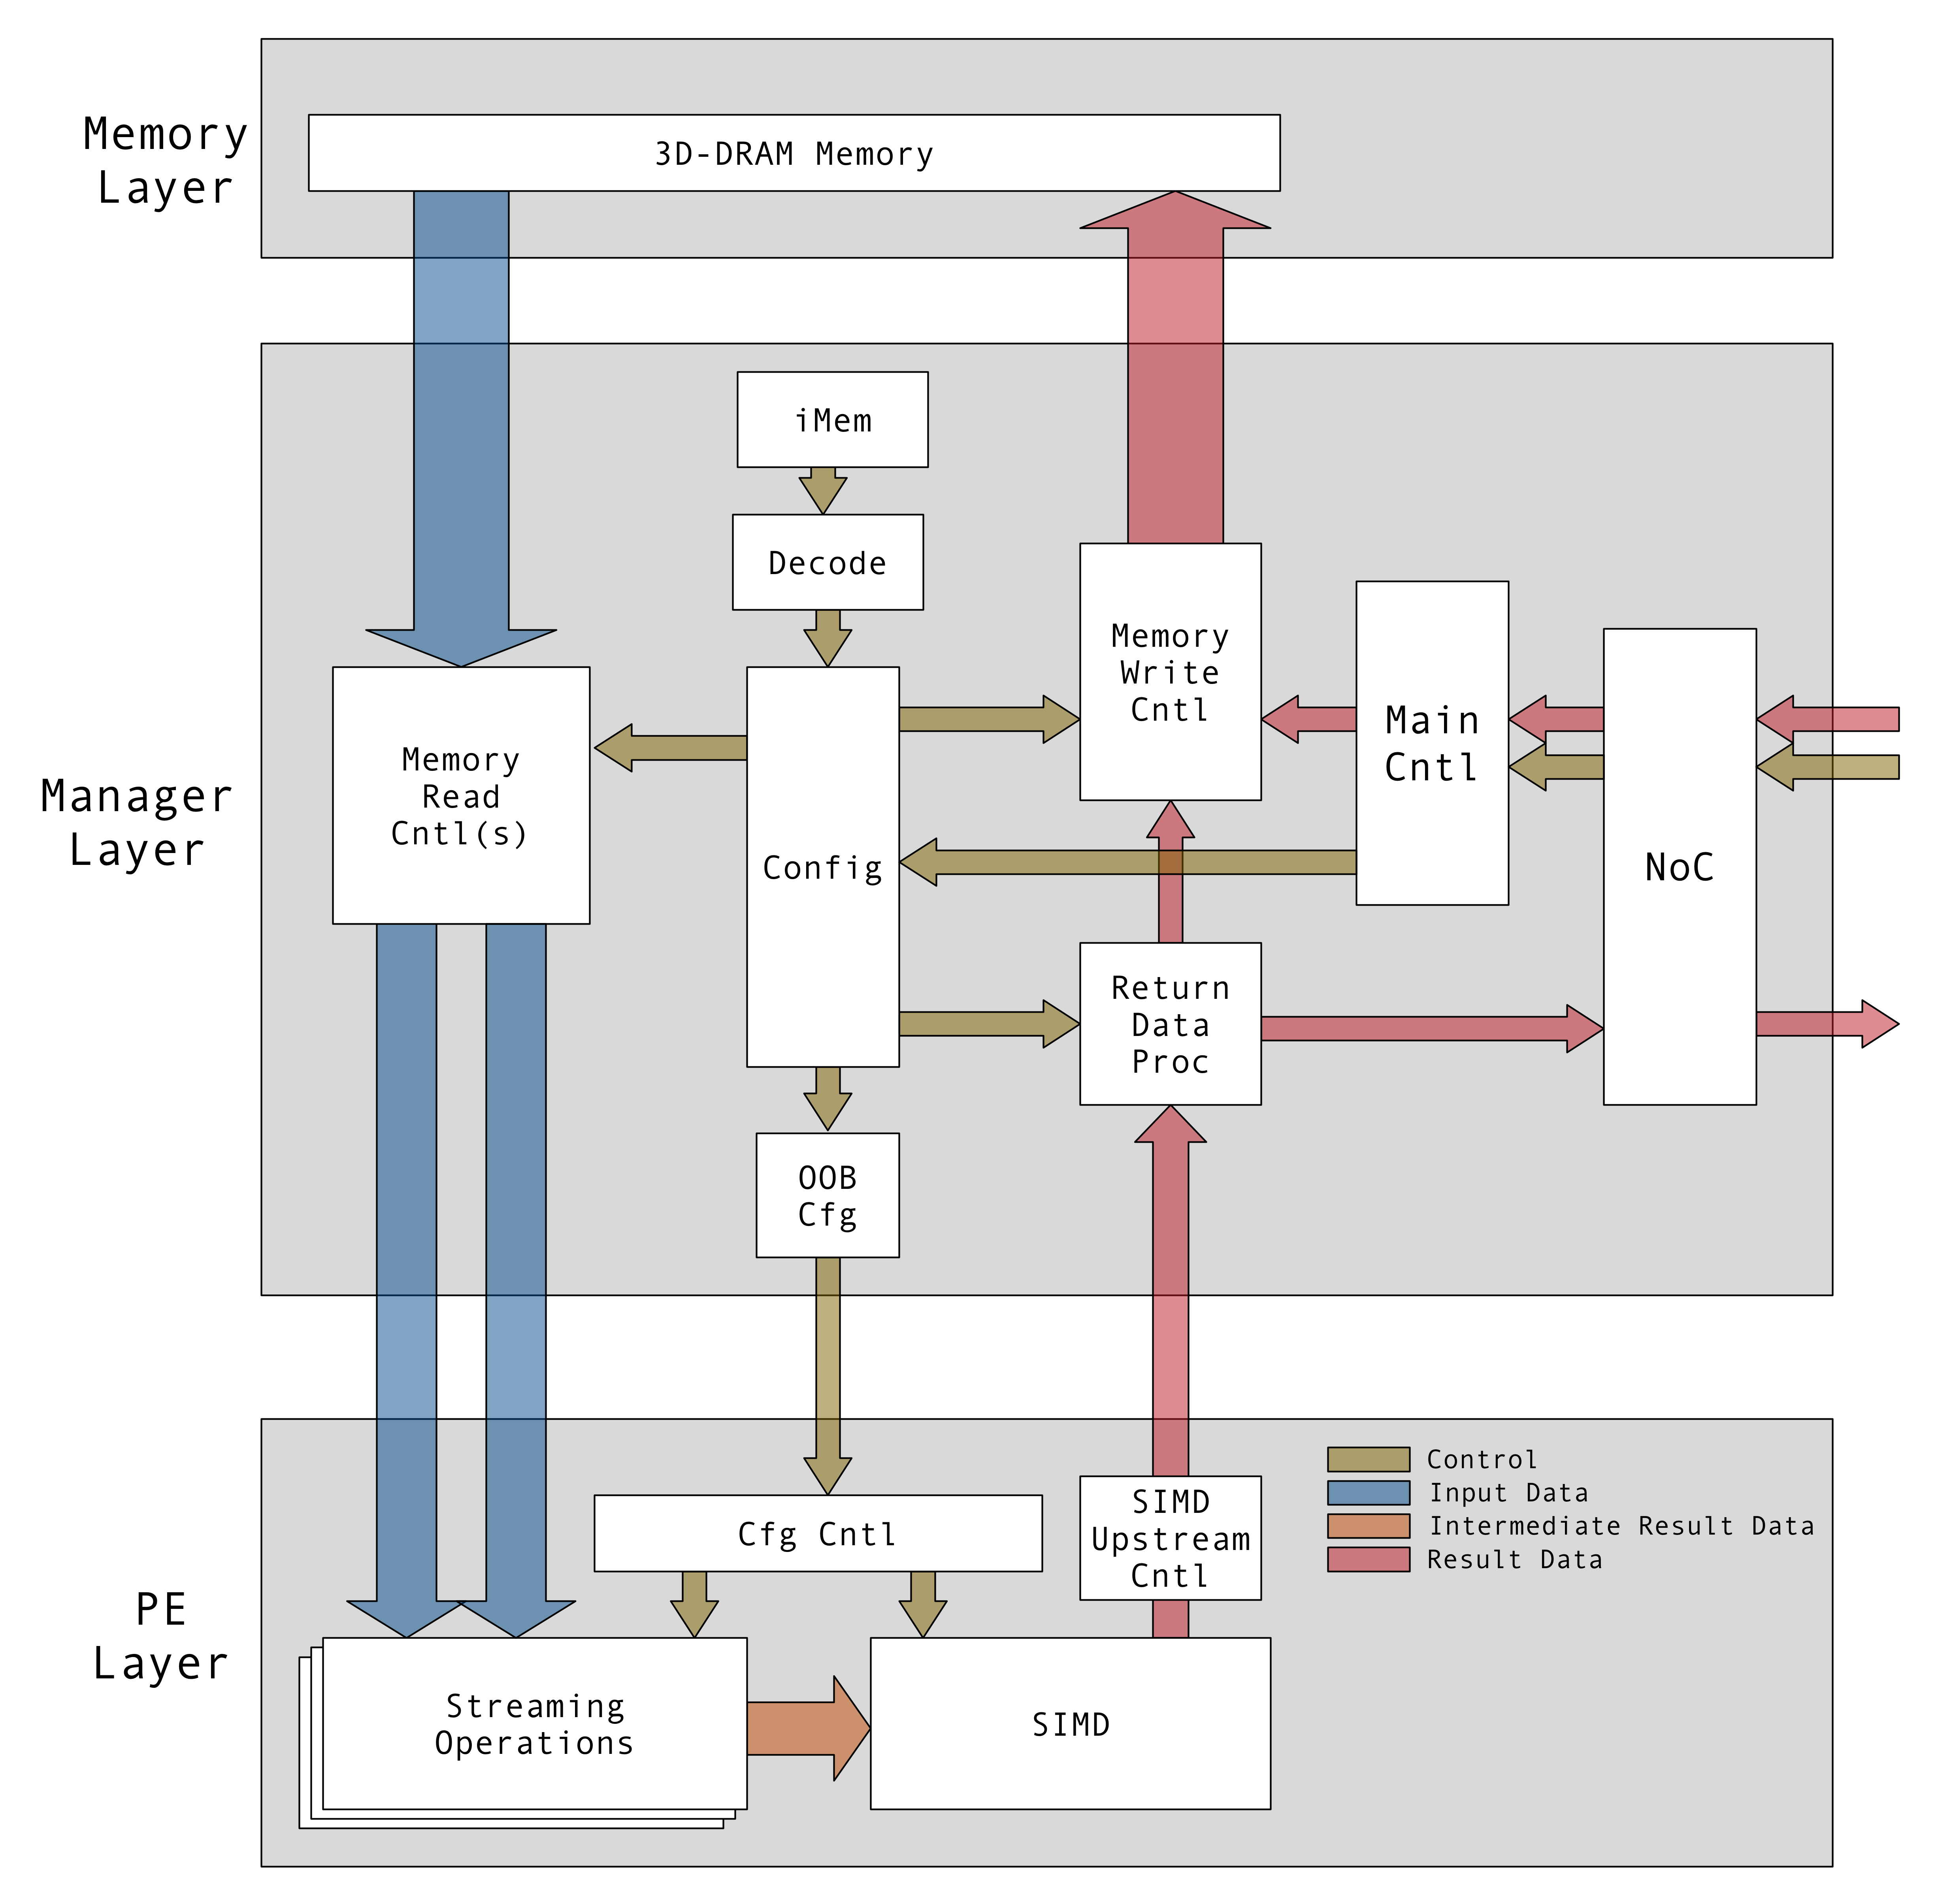 Memory
Layer
3D-DRAM Memory
iMem
Decode
Memory
Write
Cntl
Main
Cntl
Memory
Read
Cntl(s)
Manager
Layer
Config
NoC
Return
Data
Proc
OOB
Cfg
Control
Input Data
Intermediate Result Data
Result Data
SIMD
Upstream
Cntl
Cfg Cntl
PE
Layer
Streaming
Operations
SIMD